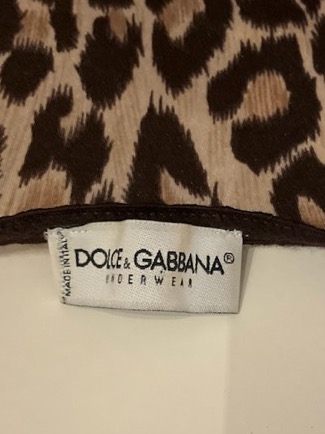 MADE IN ITALY
DOLCE & GABBANA®
UNDERWEAR